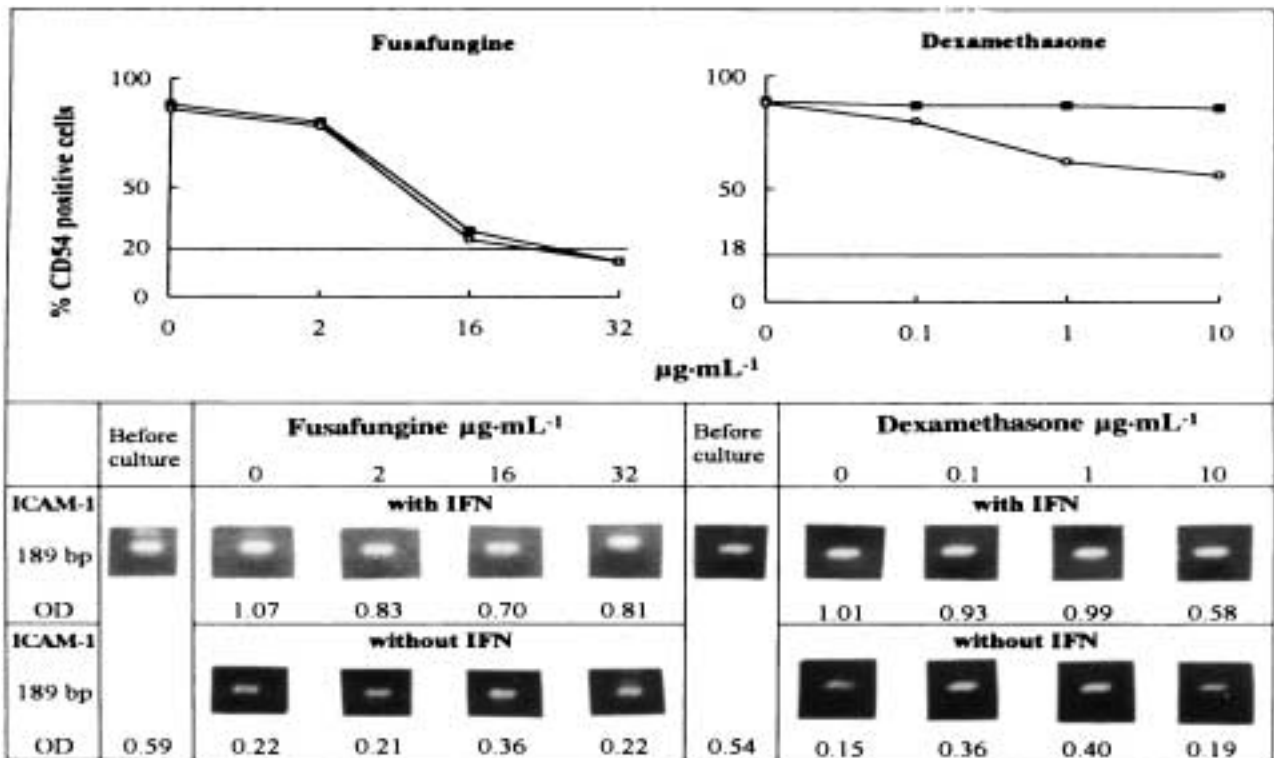 Fusafungine
Dexamethasone
% CD54 positive cells
100
50
20
0
0 2 16 32
100
50
18
0
0 0.1 1 10
µg·mL-1
Before culture
Fusafungine µg·mL-1
0 2 16 32
Before culture
Dexamethasone µg·mL-1
0 0.1 1 10
ICAM-1
with IFN
with IFN
189 bp
OD 1.07 0.83 0.70 0.81 1.01 0.93 0.99 0.58
ICAM-1
without IFN
without IFN
189 bp
OD 0.59 0.22 0.21 0.36 0.22 0.54 0.15 0.36 0.40 0.19